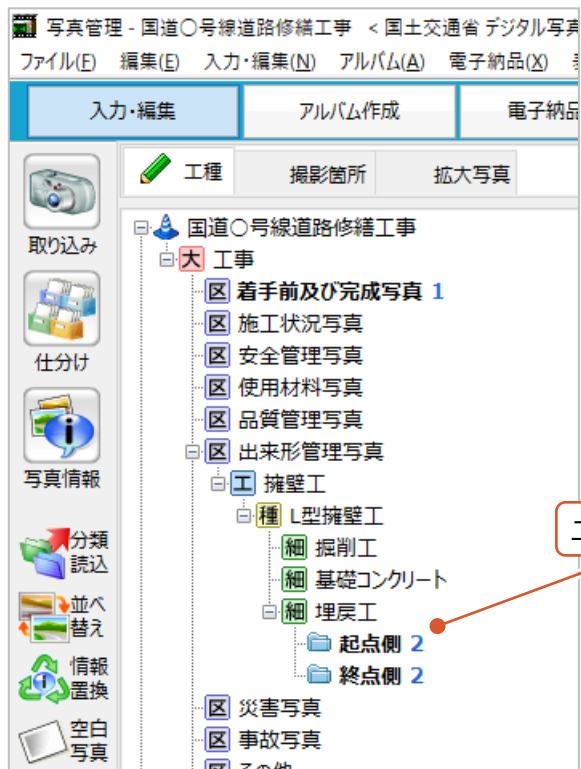 写真管理 - 国道〇号線道路修繕工事 < 国土交通省 デジタル写真
ファイル(F) 編集(E) 入力・編集(N) アルバム(A) 電子納品(X)
入力・編集 アルバム作成 電子納品
工種 撮影箇所 拡大写真
取り込み
仕分け
写真情報
分類
読込
並べ
替え
情報
置換
空白
写真
国道〇号線道路修繕工事
大 工事
区 着手前及び完成写真 1
区 施工状況写真
区 安全管理写真
区 使用材料写真
区 品質管理写真
区 出来形管理写真
工 擁壁工
種 L型擁壁工
細 掘削工
細 基礎コンクリート
細 埋戻工
起点側 2
終点側 2
区 災害写真
区 事故写真
区 その他